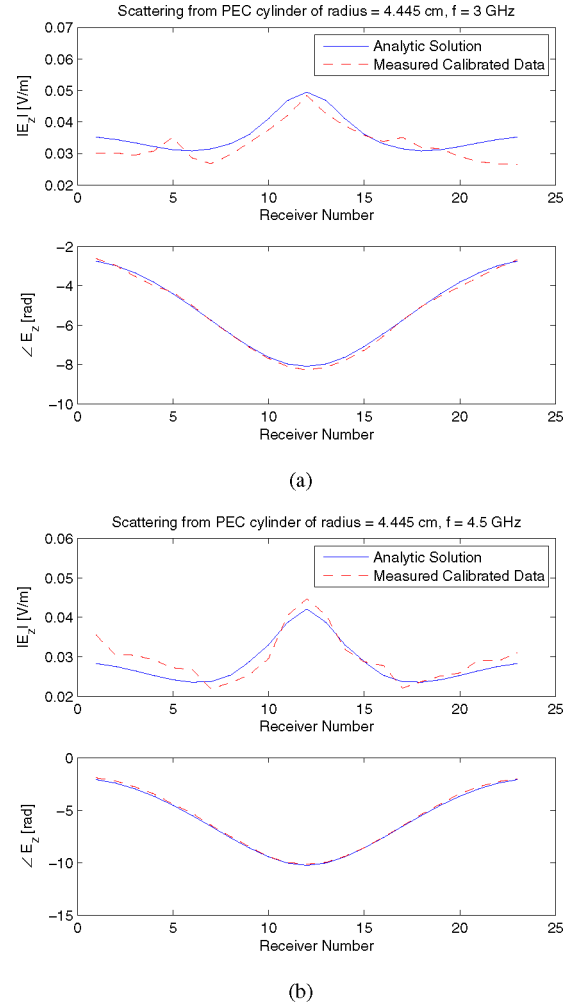 Scattering from PEC cylinder of radius = 4.445 cm, f = 3 GHz
0.07
0.06
0.05
0.04
0.03
0.02
|E_z| [V/m]
Analytic Solution
Measured Calibrated Data
0 5 10 15 20 25
Receiver Number
−2
−4
−6
−8
−10
∠ E_z [rad]
0 5 10 15 20 25
Receiver Number
(a)
Scattering from PEC cylinder of radius = 4.445 cm, f = 4.5 GHz
0.06
0.05
0.04
0.03
0.02
|E_z| [V/m]
Analytic Solution
Measured Calibrated Data
0 5 10 15 20 25
Receiver Number
0
−5
−10
−15
∠ E_z [rad]
0 5 10 15 20 25
Receiver Number
(b)